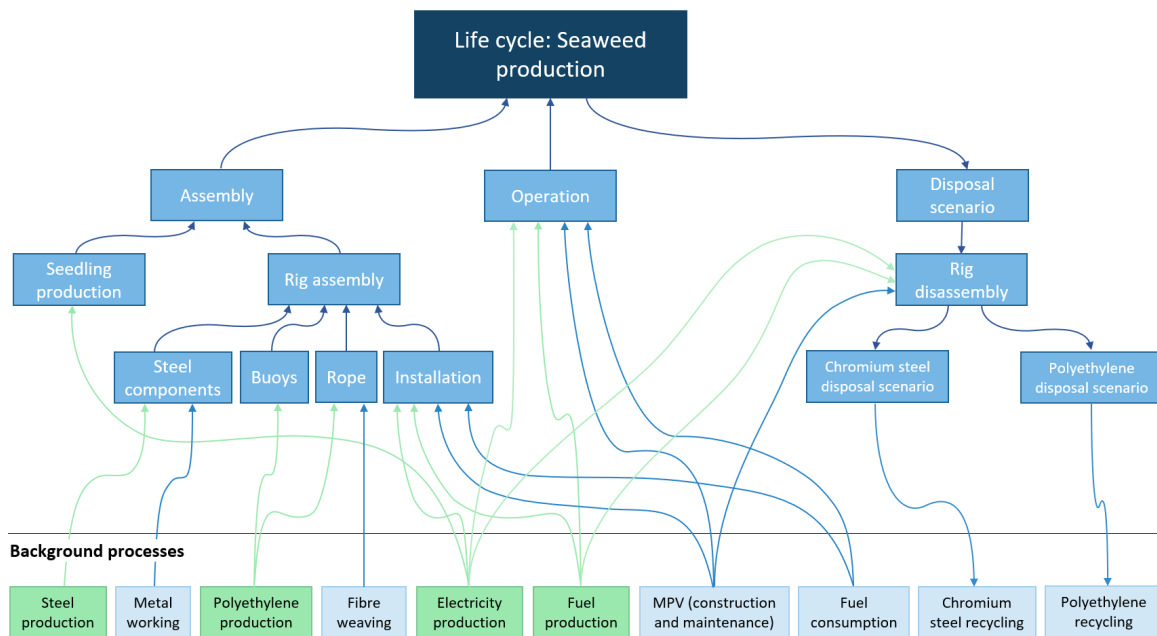 Life cycle: Seaweed
production
Assembly
Operation
Disposal
scenario
Seedling
production
Rig assembly
Rig
disassembly
Steel
components
Buoys
Rope
Installation
Chromium steel
disposal scenario
Polyethylene
disposal scenario
Background processes
Steel
production
Metal
working
Polyethylene
production
Fibre
weaving
Electricity
production
Fuel
production
MPV (construction
and maintenance)
Fuel
consumption
Chromium
steel recycling
Polyethylene
recycling